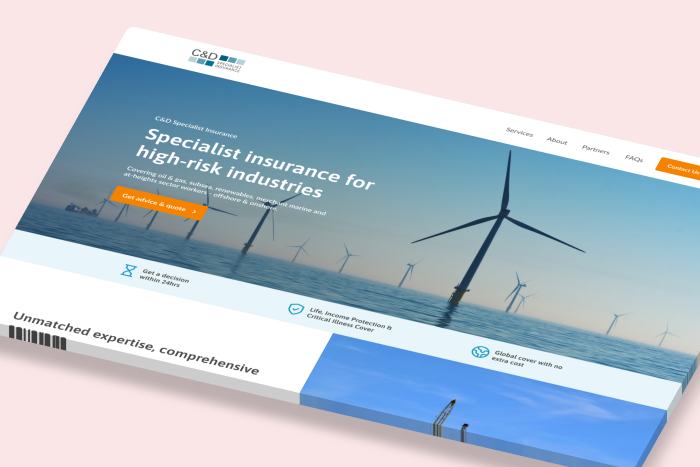 C&D
SPECIALIST
INSURANCE
Services
About
Partners
FAQs
Contact Us
C&D Specialist Insurance
Specialist insurance for
high-risk industries
Covering oil & gas, subsea, renewables, merchant marine and
at-heights sector workers - offshore & onshore.
Get advice & quote
Get a decision
within 24hrs
Life, Income Protection &
Critical Illness Cover
Global cover with no
extra cost
Unmatched expertise, comprehensive